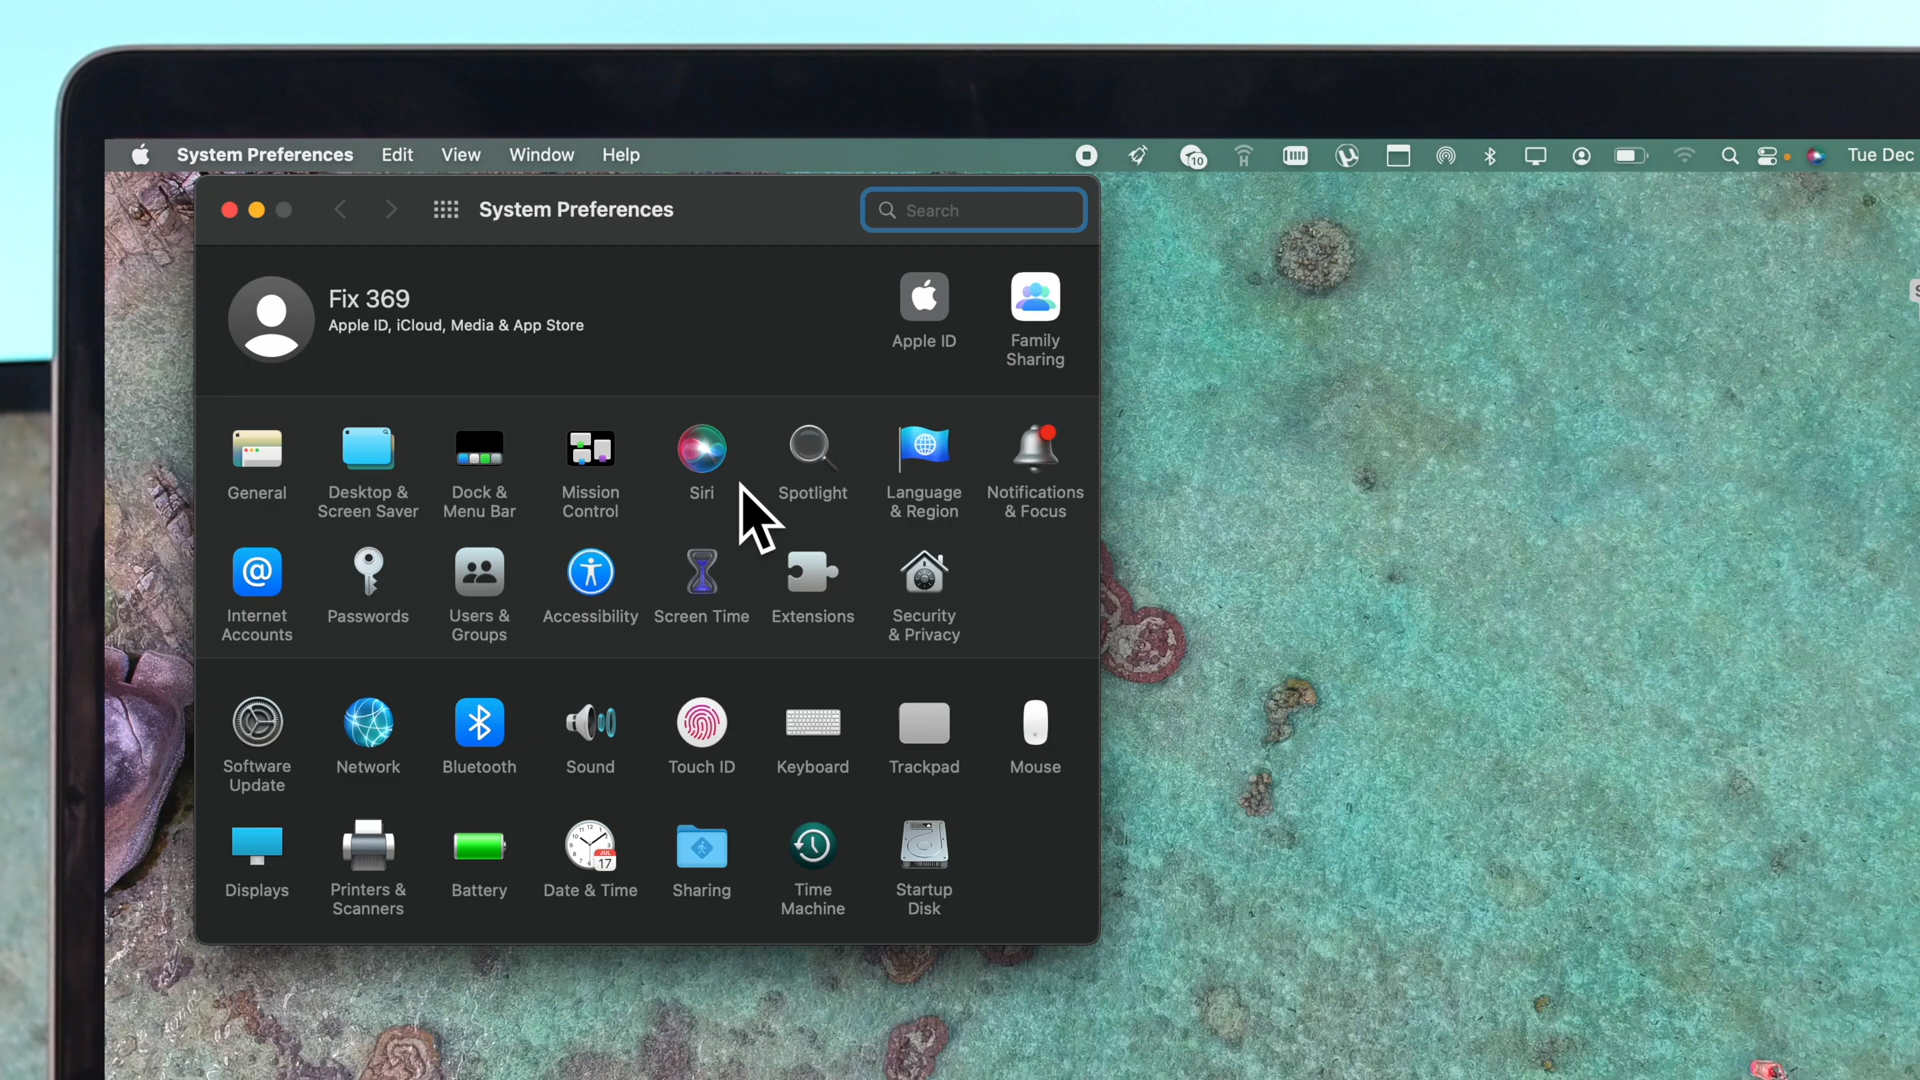 System Preferences Edit View Window Help 10 Tue Dec
System Preferences
Search
Fix 369
Apple ID, iCloud, Media & App Store
Apple ID
Family
Sharing
General
Desktop &
Screen Saver
Dock &
Menu Bar
Mission
Control
Siri
Spotlight
Language
& Region
Notifications
& Focus
Internet
Accounts
Passwords
Users &
Groups
Accessibility
Screen Time
Extensions
Security
& Privacy
Software
Update
Network
Bluetooth
Sound
Touch ID
Keyboard
Trackpad
Mouse
Displays
Printers &
Scanners
Battery
JUL
17
Date & Time
Sharing
Time
Machine
Startup
Disk